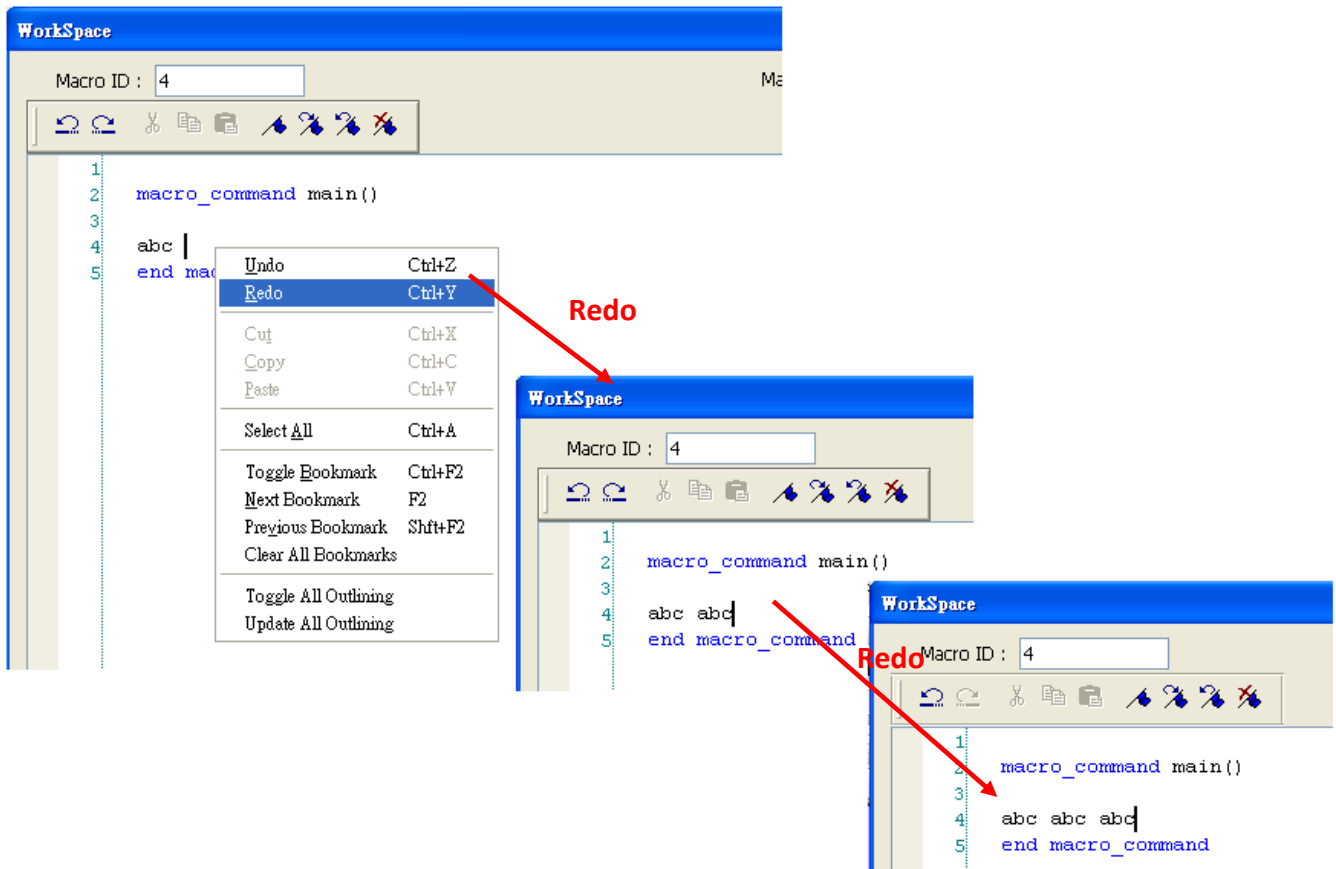 WorkSpace
Macro ID : 4
Ma
1
2 macro_command main()
3
4 abc
5 end mac
Undo Ctrl+Z
Redo Ctrl+Y
Cut Ctrl+X
Copy Ctrl+C
Paste Ctrl+V
Select All Ctrl+A
Toggle Bookmark Ctrl+F2
Next Bookmark F2
Previous Bookmark Shft+F2
Clear All Bookmarks
Toggle All Outlining
Update All Outlining
Redo
WorkSpace
Macro ID : 4
1
2 macro_command main()
3
4 abc abc
5 end macro_command
Redo
WorkSpace
Macro ID : 4
1
2 macro_command main()
3
4 abc abc abc
5 end macro_command